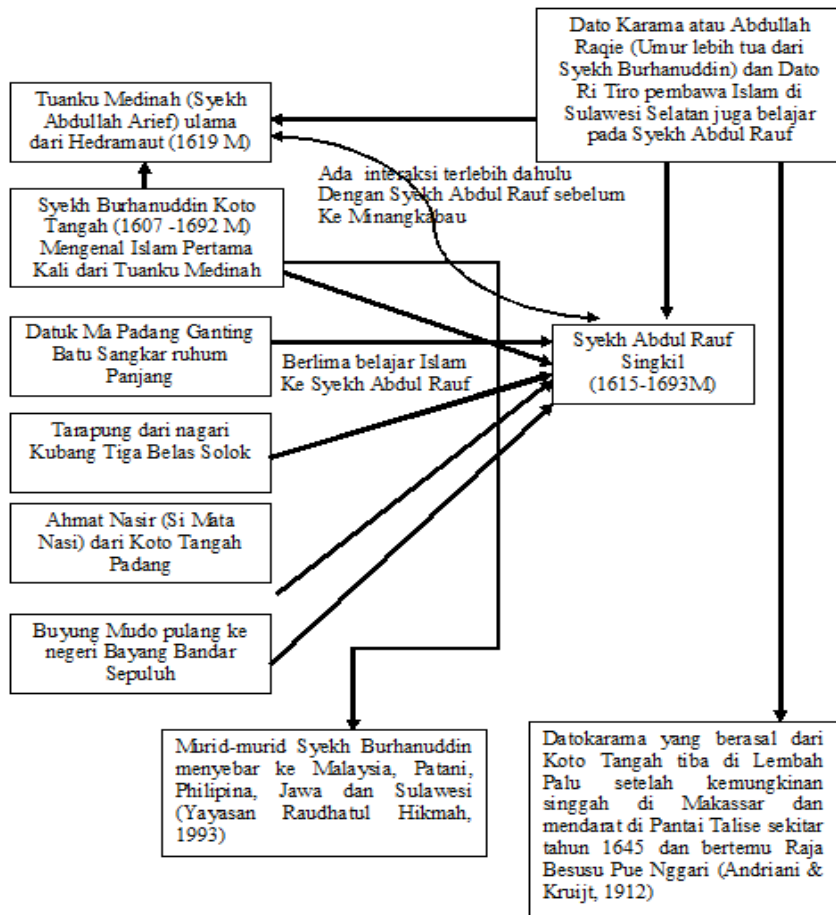 Dato Karama atau Abdullah
Raqie (Umur lebih tua dari
Syekh Burhanuddin) dan Dato
Ri Tiro pembawa Islam di
Sulawesi Selatan juga belajar
pada Syekh Abdul Rauf
Tuanku Medinah (Syekh
Abdullah Arief) ulama
dari Hedramaut (1619 M)
Ada interaksi terlebih dahulu
Dengan Syekh Abdul Rauf sebelum
Ke Minangkabau
Syekh Burhanuddin Koto
Tangah (1607 -1692 M)
Mengenal Islam Pertama
Kali dari Tuanku Medinah
Datuk Ma Padang Ganting
Batu Sangkar ruhum
Panjang
Berlima belajar Islam
Ke Syekh Abdul Rauf
Syekh Abdul Rauf
Singkil
(1615-1693M)
Tarapung dari nagari
Kubang Tiga Belas Solok
Ahmat Nasir (Si Mata
Nasi) dari Koto Tangah
Padang
Buyung Mudo pulang ke
negeri Bayang Bandar
Sepuluh
Murid-murid Syekh Burhanuddin
menyebar ke Malaysia, Patani,
Philipina, Jawa dan Sulawesi
(Yayasan Raudhatul Hikmah,
1993)
Datokarama yang berasal dari
Koto Tangah tiba di Lembah
Palu setelah kemungkinan
singgah di Makassar dan
mendarat di Pantai Talise sekitar
tahun 1645 dan bertemu Raja
Besusu Pue Nggari (Andriani &
Kruijt, 1912)